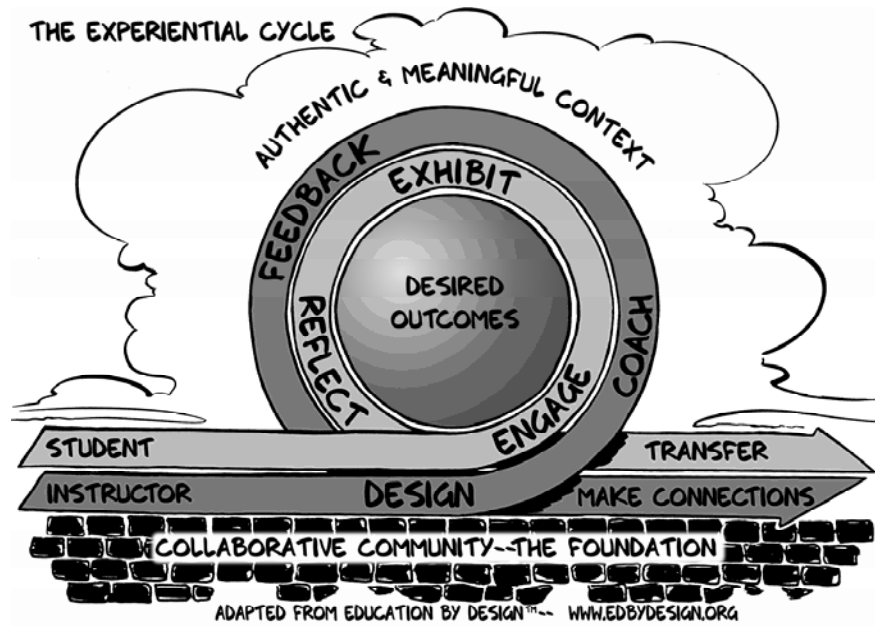 THE EXPERIENTIAL CYCLE
AUTHENTIC & MEANINGFUL CONTEXT
FEEDBACK
EXHIBIT
DESIRED
OUTCOMES
REFLECT
ENGAGE
COACH
STUDENT
TRANSFER
INSTRUCTOR
DESIGN
MAKE CONNECTIONS
COLLABORATIVE COMMUNITY--THE FOUNDATION
ADAPTED FROM EDUCATION BY DESIGN™-- WWW.EDBYDESIGN.ORG